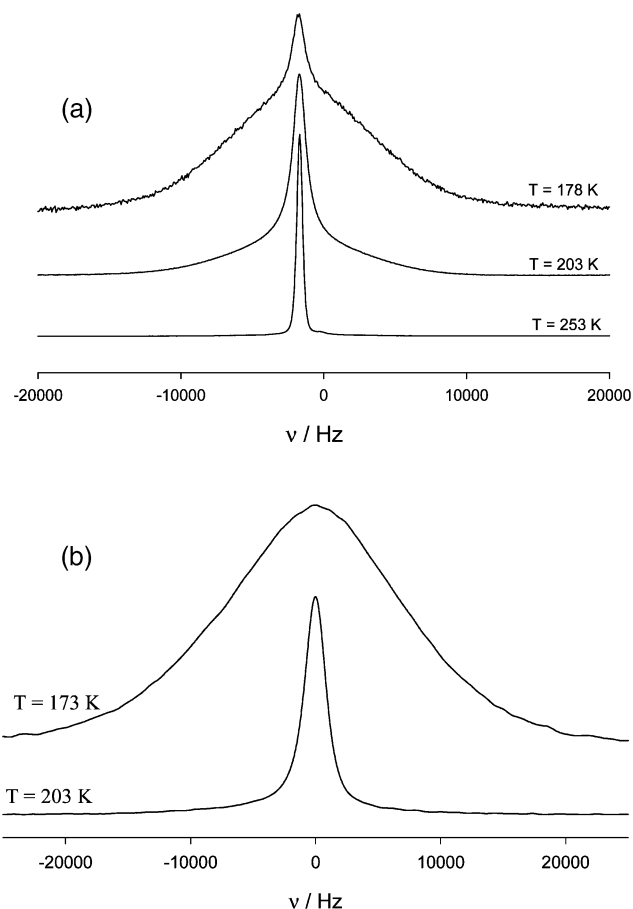 (a)
T = 178 K
T = 203 K
T = 253 K
-20000 -10000 0 10000 20000
ν / Hz
(b)
T = 173 K
T = 203 K
-20000 -10000 0 10000 20000
ν / Hz